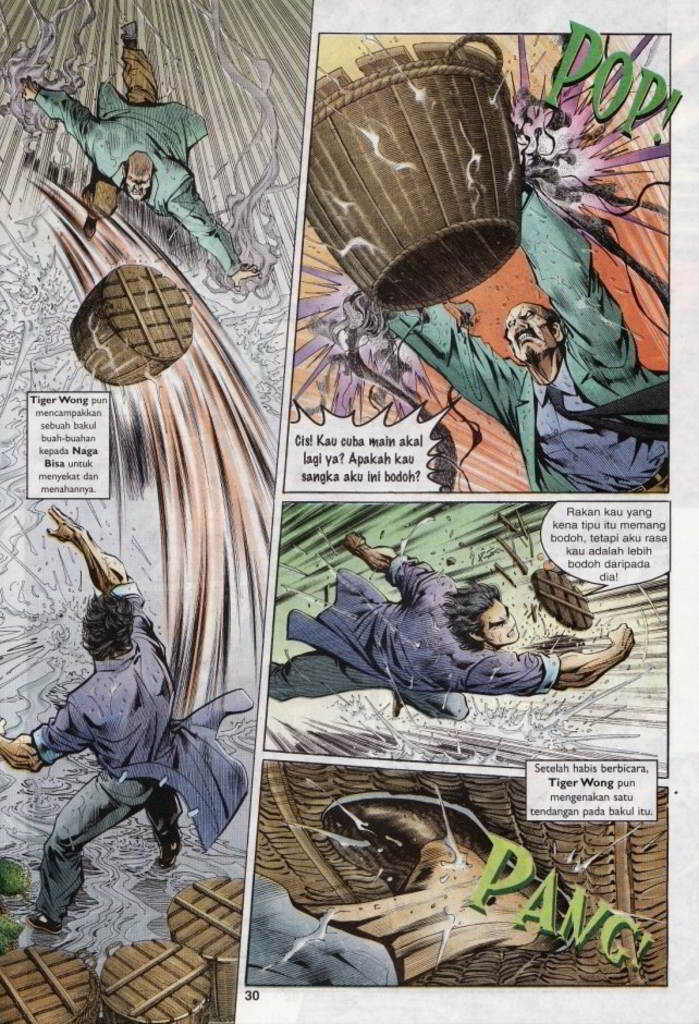 Tiger Wong pun
mencampakkan
sebuah bakul
buah-buahan
kepada Naga
Bisa untuk
menyekat dan
menahannya.
POP!
Cis! Kau cuba main akal
lagi ya? Apakah kau
sangka aku ini bodoh?
Rakan kau yang
kena tipu itu memang
bodoh, tetapi aku rasa
kau adalah lebih
bodoh daripada
dia!
Setelah habis berbicara,
Tiger Wong pun
mengenakan satu
tendangan pada bakul itu.
PANG!
30